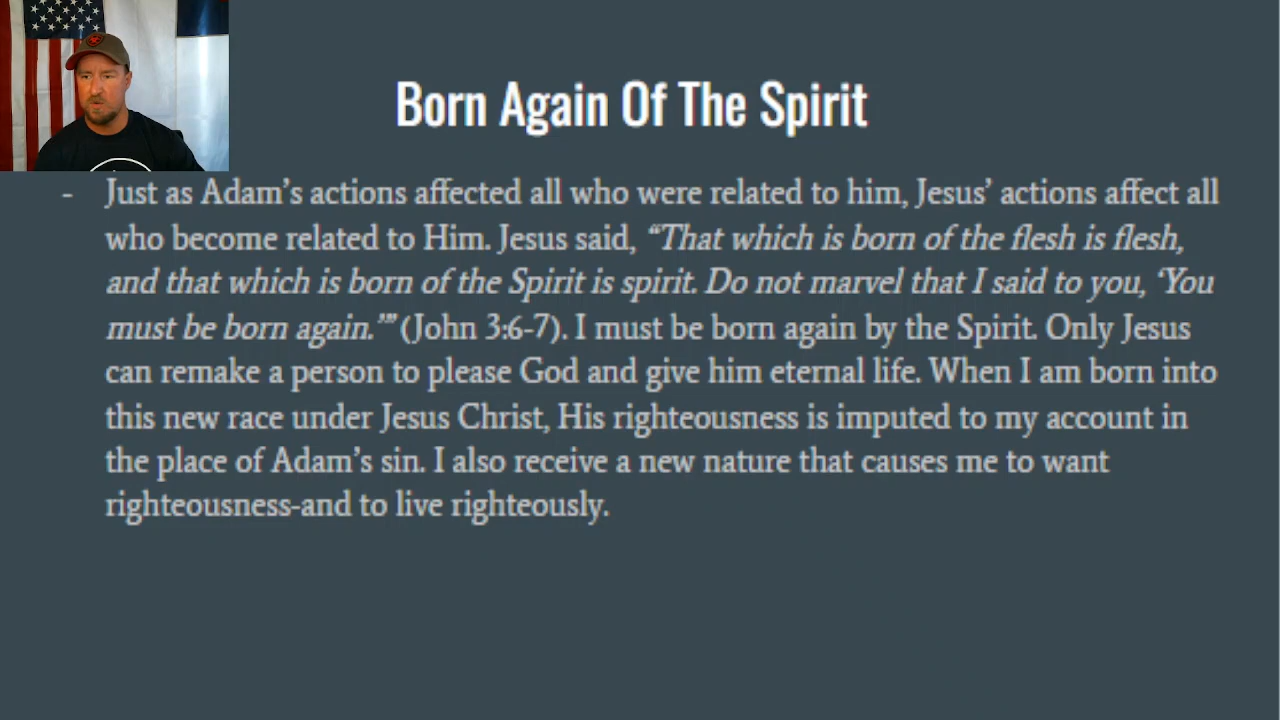 Born Again Of The Spirit
- Just as Adam’s actions affected all who were related to him, Jesus’ actions affect all
who become related to Him. Jesus said, “That which is born of the flesh is flesh,
and that which is born of the Spirit is spirit. Do not marvel that I said to you, ‘You
must be born again.’” (John 3:6-7). I must be born again by the Spirit. Only Jesus
can remake a person to please God and give him eternal life. When I am born into
this new race under Jesus Christ, His righteousness is imputed to my account in
the place of Adam’s sin. I also receive a new nature that causes me to want
righteousness-and to live righteously.